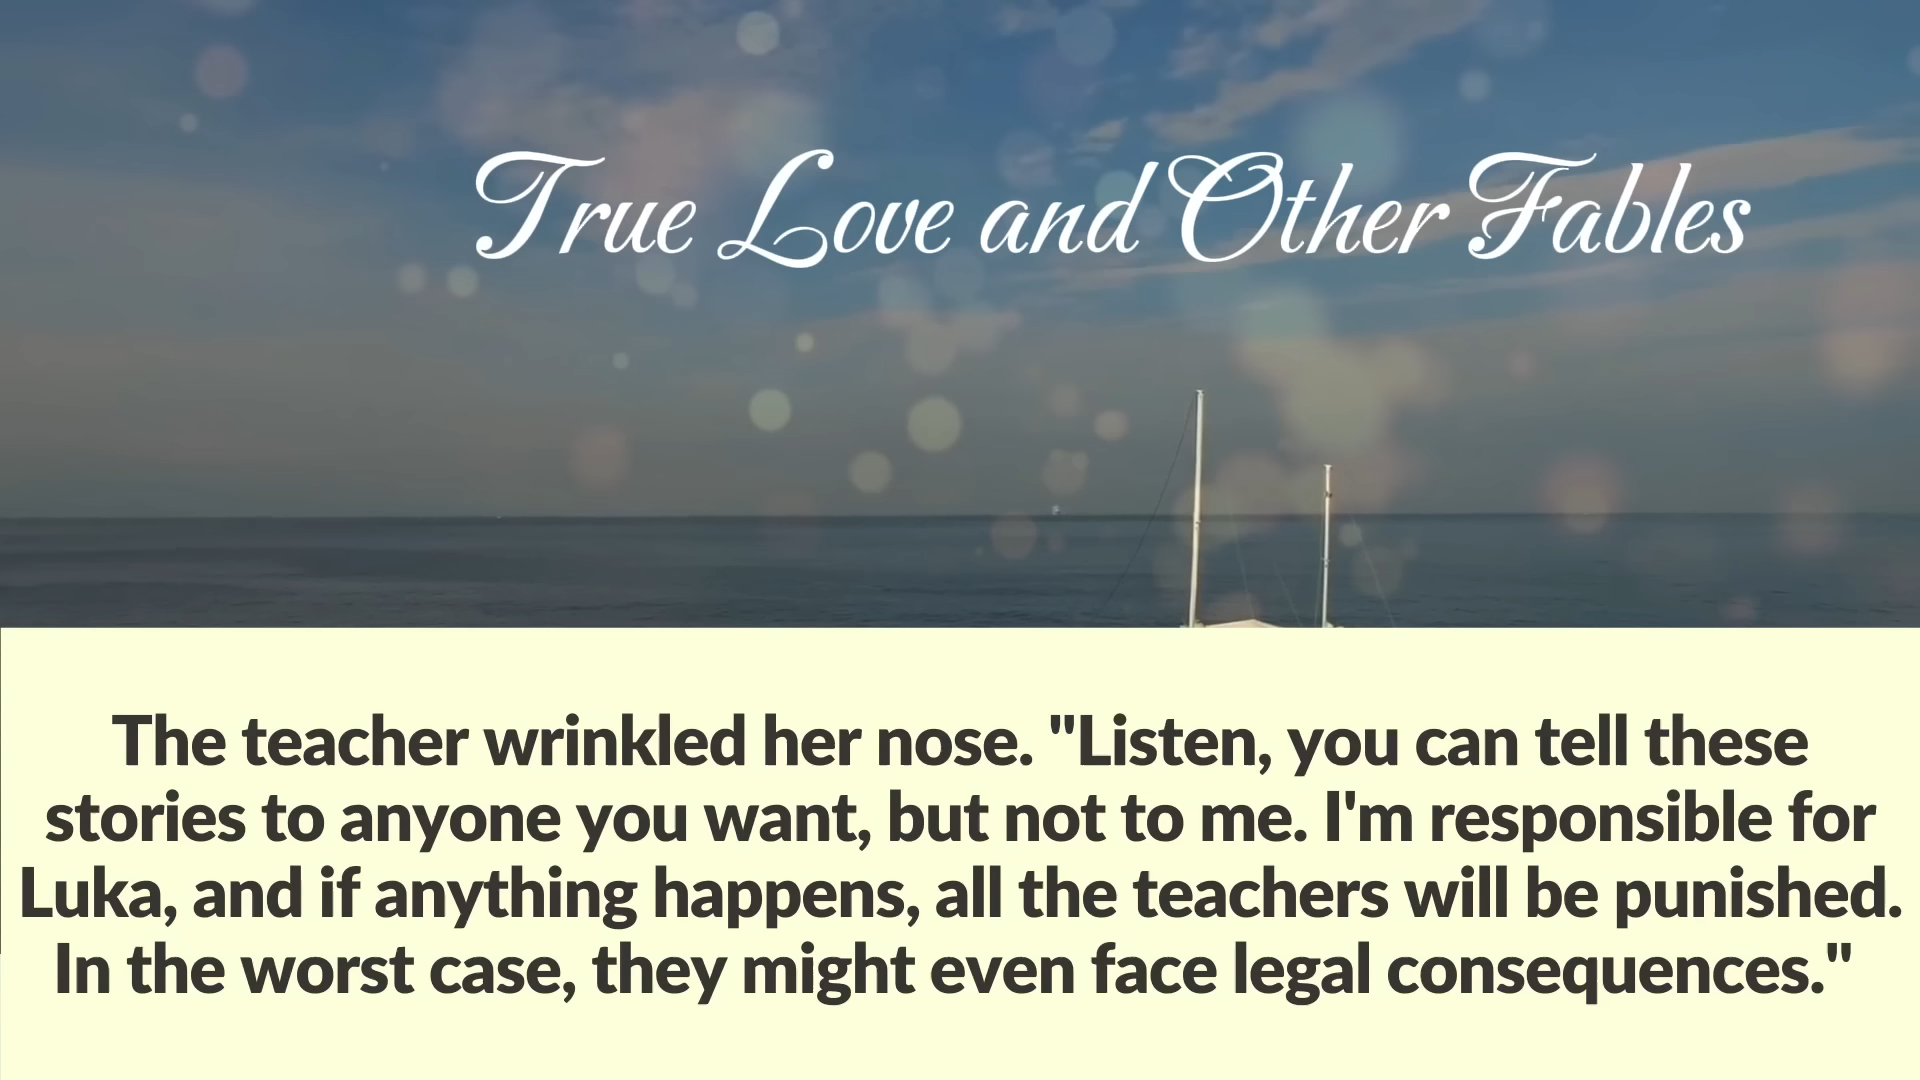 True Love and Other Fables
The teacher wrinkled her nose. "Listen, you can tell these
stories to anyone you want, but not to me. I'm responsible for
Luka, and if anything happens, all the teachers will be punished.
In the worst case, they might even face legal consequences."